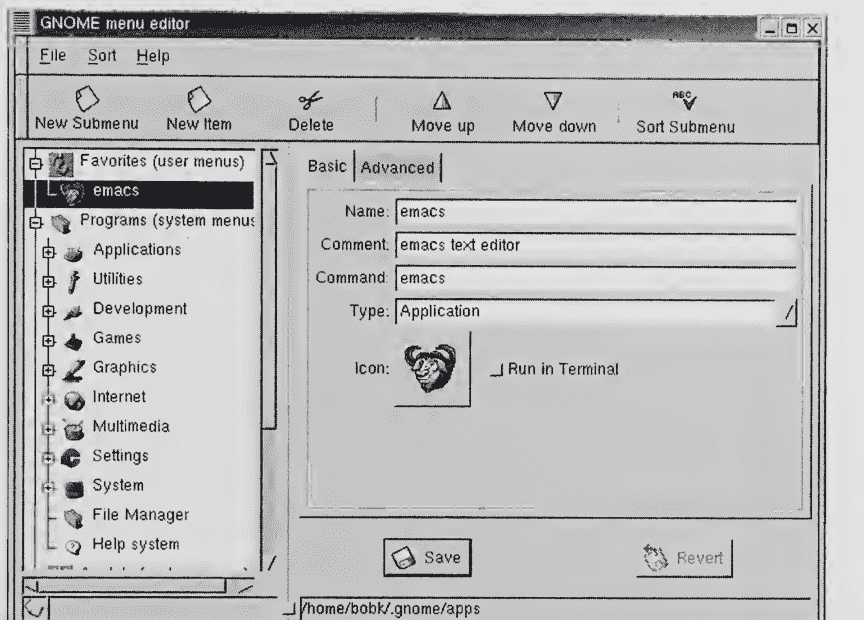 GNOME menu editor
File Sort Help
New Submenu New Item Delete Move up Move down ABC Sort Submenu
Favorites (user menus)
emacs
Programs (system menus
Applications
Utilities
Development
Games
Graphics
Internet
Multimedia
Settings
System
File Manager
Help system
Basic Advanced
Name: emacs
Comment: emacs text editor
Command: emacs
Type: Application
Icon: Run in Terminal
Save Revert
/home/bobk/.gnome/apps